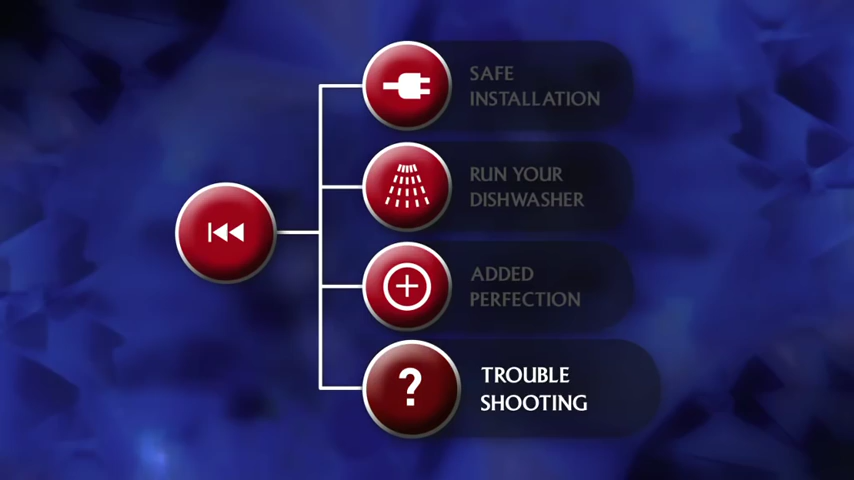 SAFE
INSTALLATION
RUN YOUR
DISHWASHER
ADDED
PERFECTION
?
TROUBLE
SHOOTING